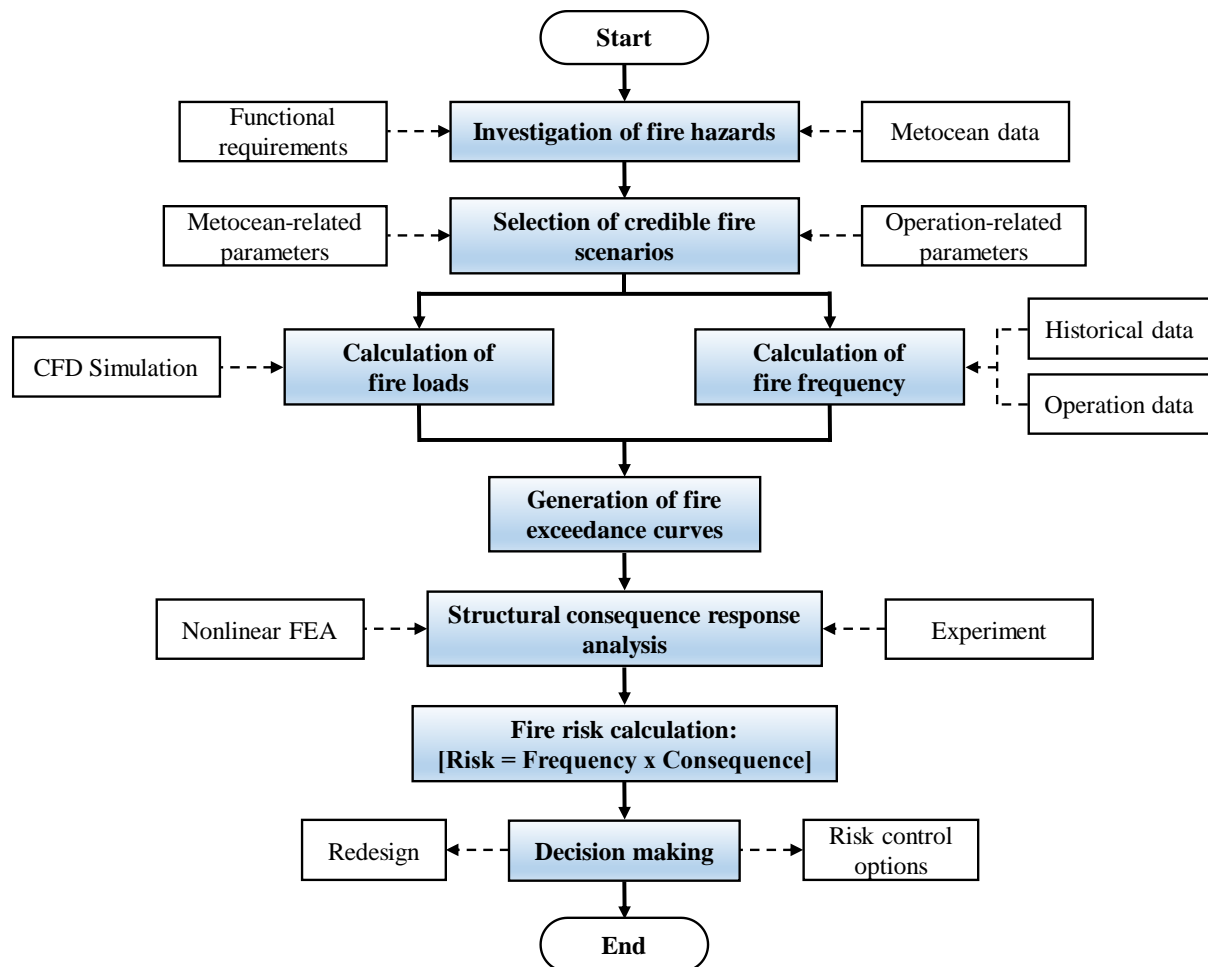 Start
Functional
requirements
Investigation of fire hazards
Metocean data
Metocean-related
parameters
Selection of credible fire
scenarios
Operation-related
parameters
CFD Simulation
Calculation of
fire loads
Calculation of
fire frequency
Historical data
Operation data
Generation of fire
exceedance curves
Nonlinear FEA
Structural consequence response
analysis
Experiment
Fire risk calculation:
[Risk = Frequency x Consequence]
Redesign
Decision making
Risk control
options
End